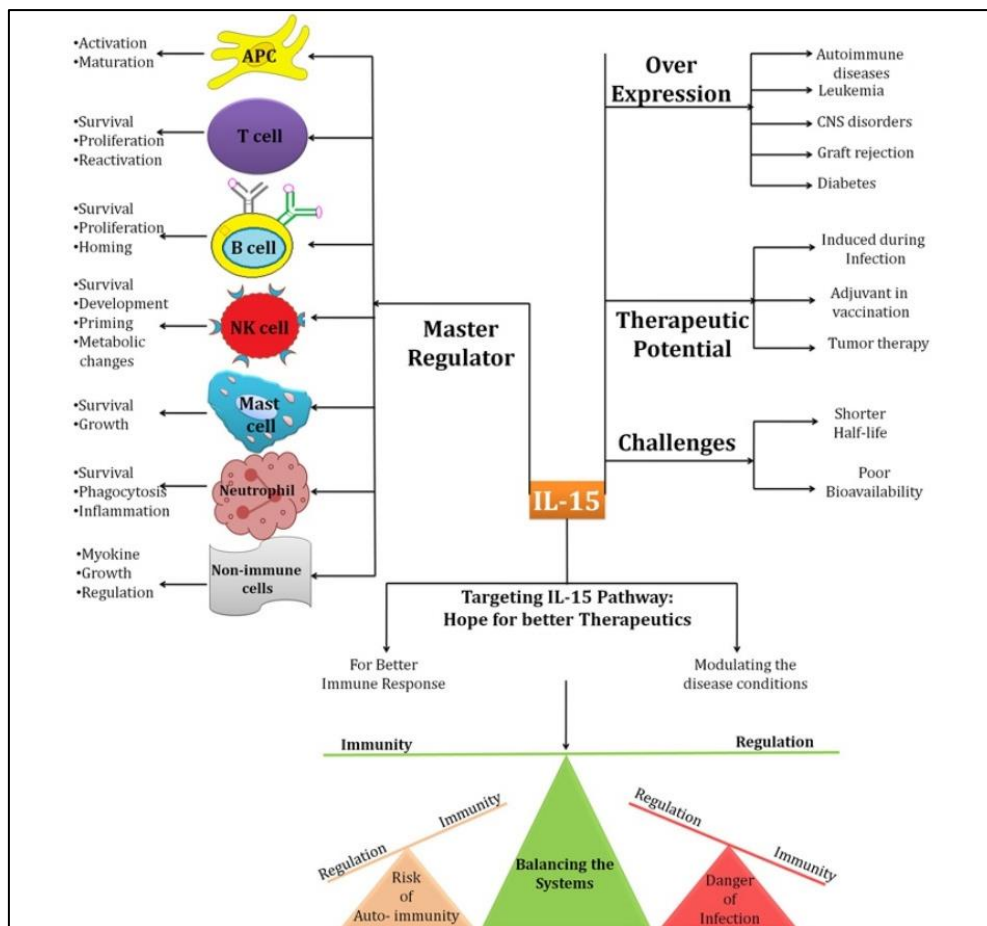 •Activation
•Maturation
APC
•Survival
•Proliferation
•Reactivation
T cell
•Survival
•Proliferation
•Homing
B cell
•Survival
•Development
•Priming
•Metabolic
changes
NK cell
•Survival
•Growth
Mast
cell
•Survival
•Phagocytosis
•Inflammation
Neutrophil
•Myokine
•Growth
•Regulation
Non-immune
cells
Master
Regulator
Over
Expression
Autoimmune
diseases
Leukemia
CNS disorders
Graft rejection
Diabetes
Therapeutic
Potential
Induced during
Infection
Adjuvant in
vaccination
Tumor therapy
Challenges
Shorter
Half-life
Poor
Bioavailability
IL-15
Targeting IL-15 Pathway:
Hope for better Therapeutics
For Better
Immune Response
Modulating the
disease conditions
Immunity
Regulation
Regulation
Immunity
Risk
of
Auto- immunity
Balancing the
Systems
Regulation
Immunity
Danger
of
Infection